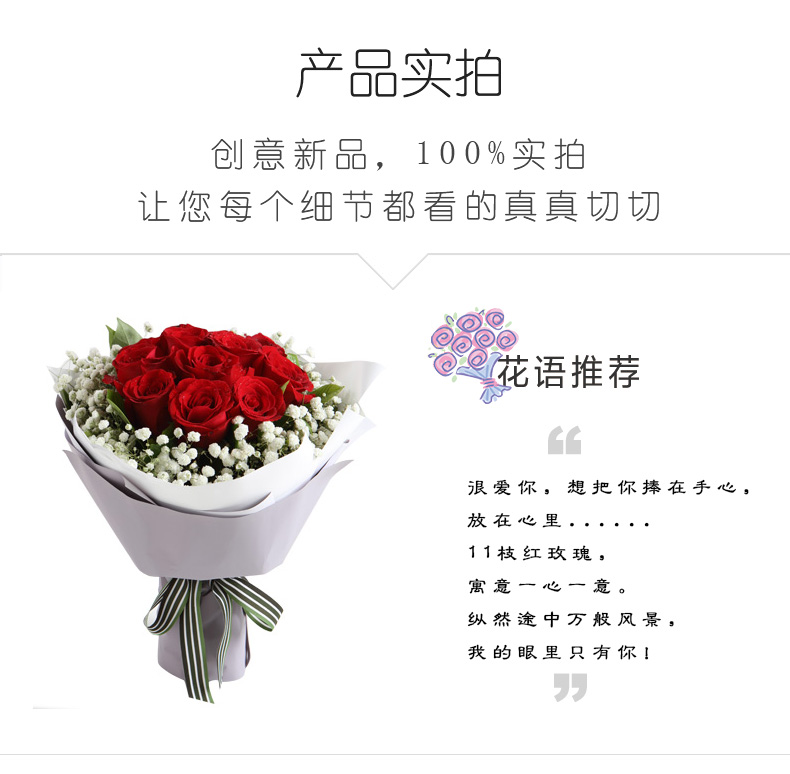 产品实拍
创意新品，100%实拍
让您每个细节都看的真真切切
花语推荐
“
很爱你，想把你捧在手心，
放在心里......
11枝红玫瑰，
寓意一心一意。
纵然途中万般风景，
我的眼里只有你！
”